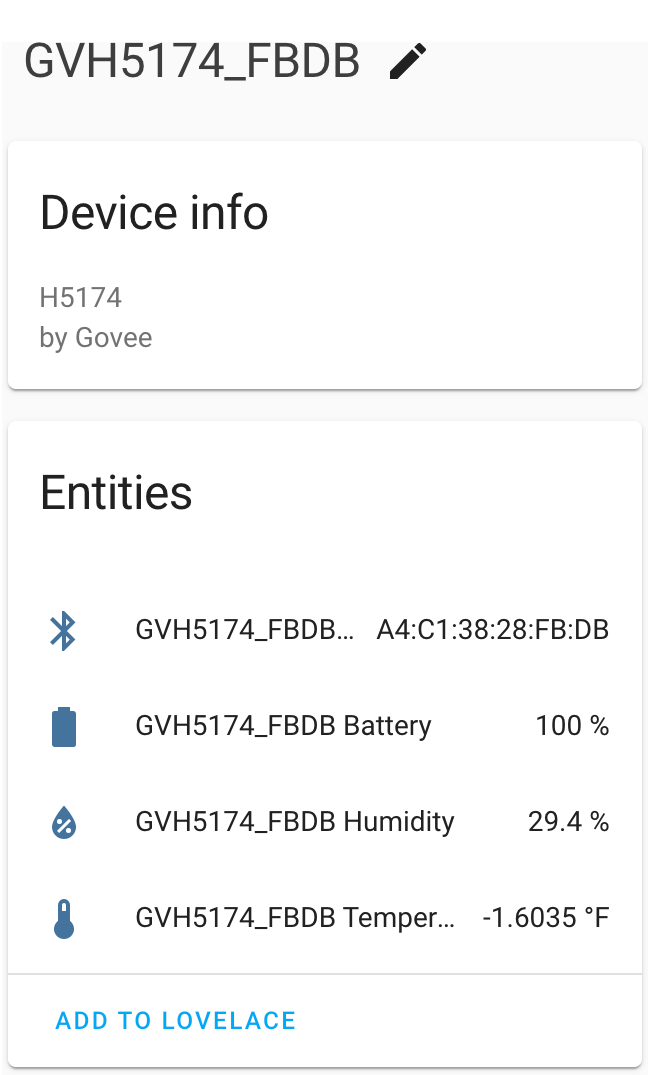 GVH5174_FBDB
Device info
H5174
by Govee
Entities
GVH5174_FBDB... A4:C1:38:28:FB:DB
GVH5174_FBDB Battery 100 %
GVH5174_FBDB Humidity 29.4 %
GVH5174_FBDB Temper... -1.6035 °F
ADD TO LOVELACE